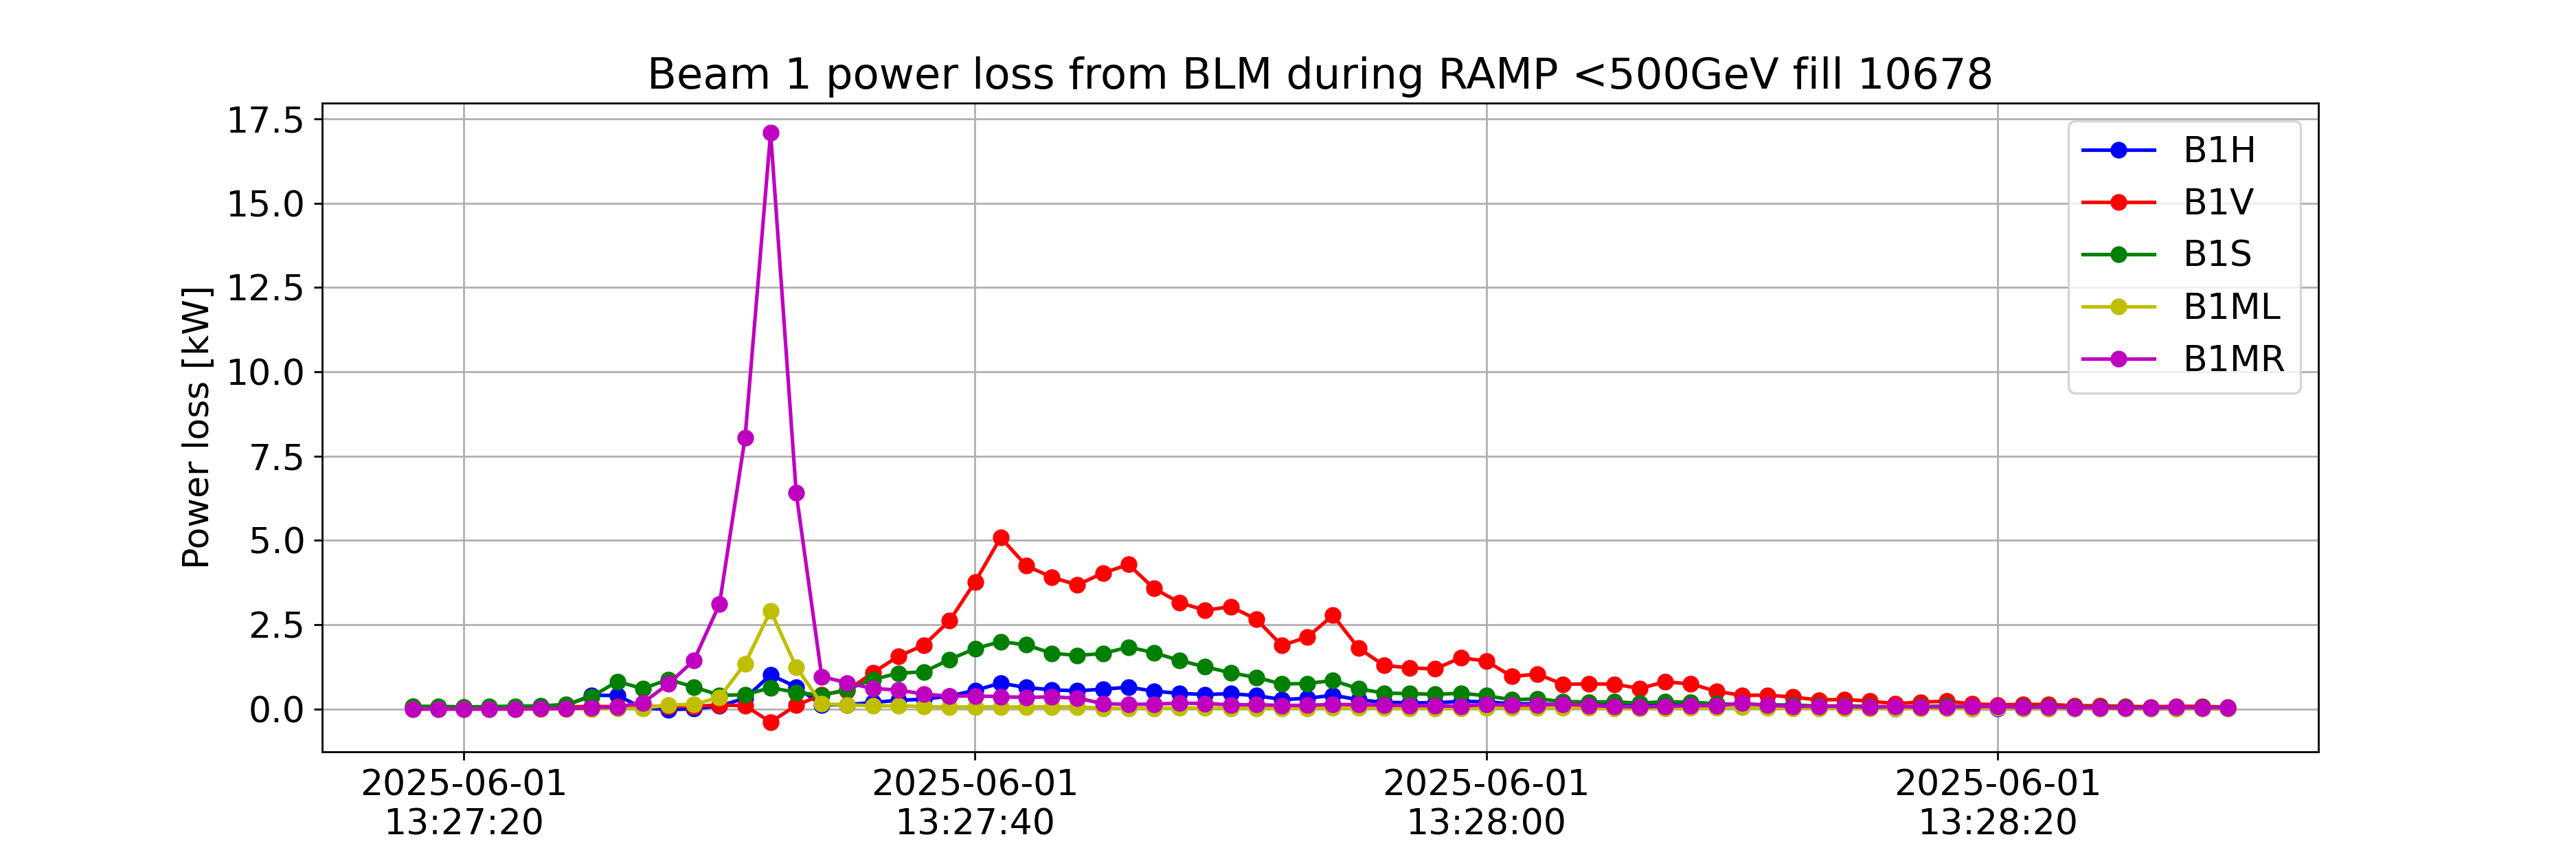 Beam 1 power loss from BLM during RAMP <500GeV fill 10678
Power loss [kW]
17.5
15.0
12.5
10.0
7.5
5.0
2.5
0.0
B1H
B1V
B1S
B1ML
B1MR
2025-06-01
13:27:20
2025-06-01
13:27:40
2025-06-01
13:28:00
2025-06-01
13:28:20